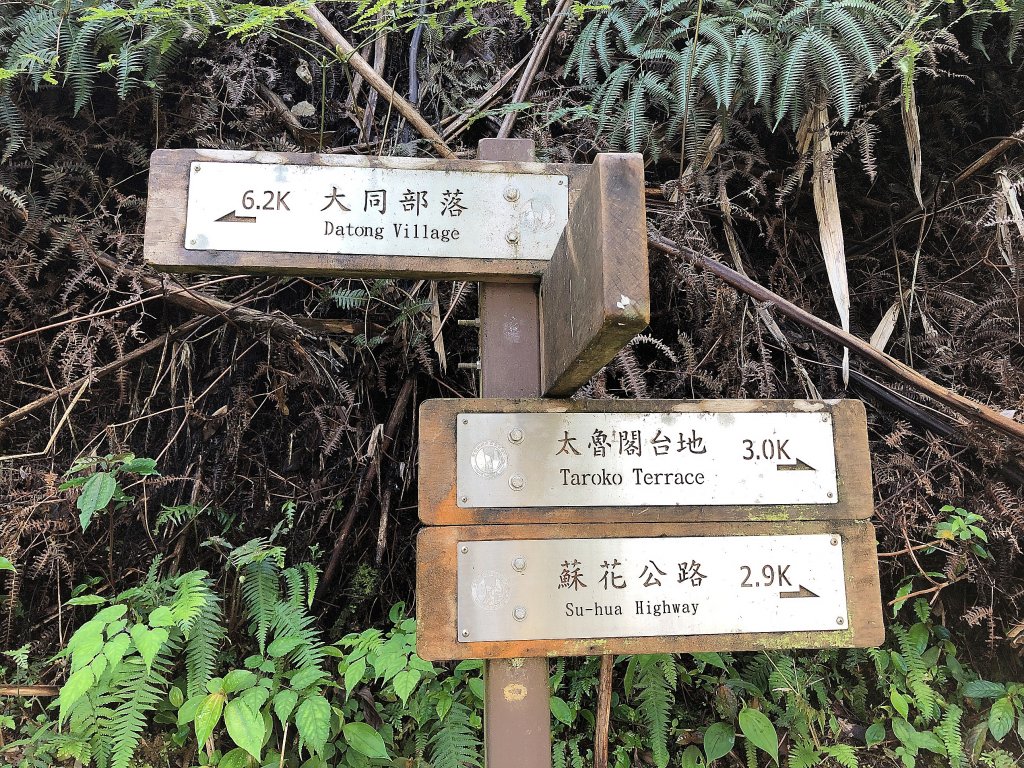 6.2K 大同部落
Datong Village
太魯閣台地 3.0K
Taroko Terrace
蘇花公路 2.9K
Su-hua Highway